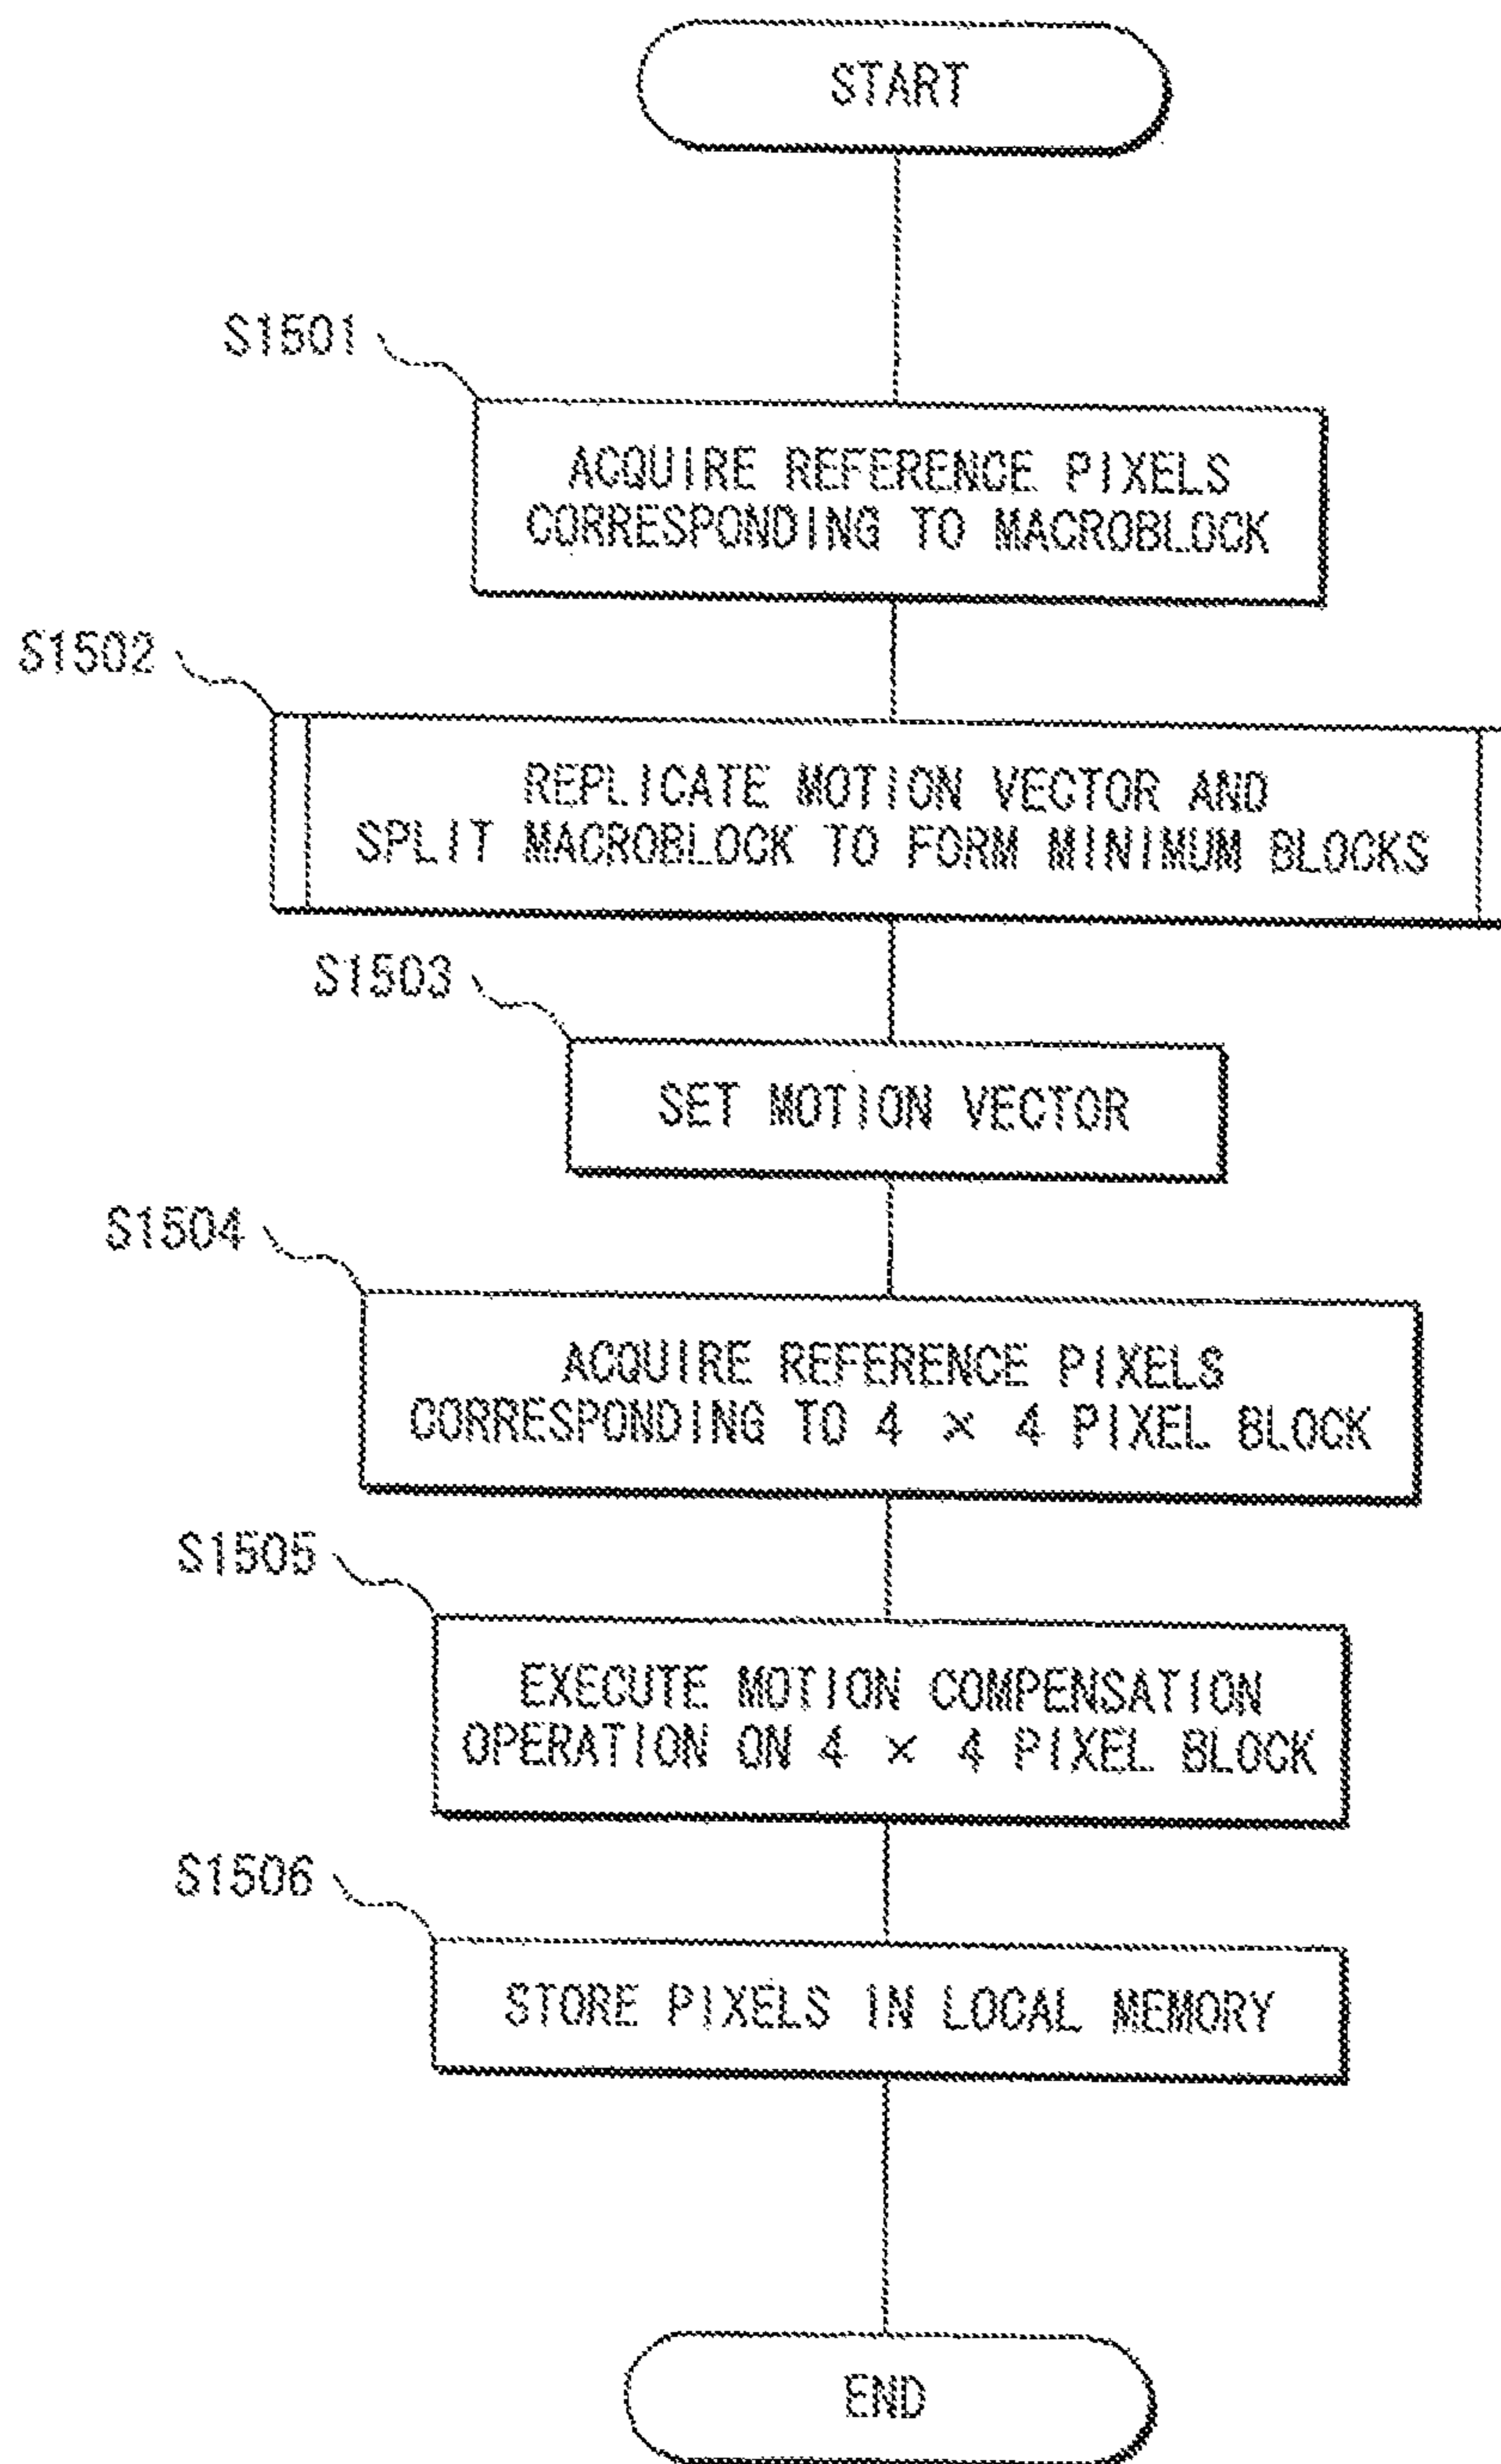 START
S1501
ACQUIRE REFERENCE PIXELS
CORRESPONDING TO MACROBLOCK
S1502
REPLICATE MOTION VECTOR AND
SPLIT MACROBLOCK TO FORM MINIMUM BLOCKS
S1503
SET MOTION VECTOR
S1504
ACQUIRE REFERENCE PIXELS
CORRESPONDING TO 4 × 4 PIXEL BLOCK
S1505
EXECUTE MOTION COMPENSATION
OPERATION ON 4 × 4 PIXEL BLOCK
S1506
STORE PIXELS IN LOCAL MEMORY
END